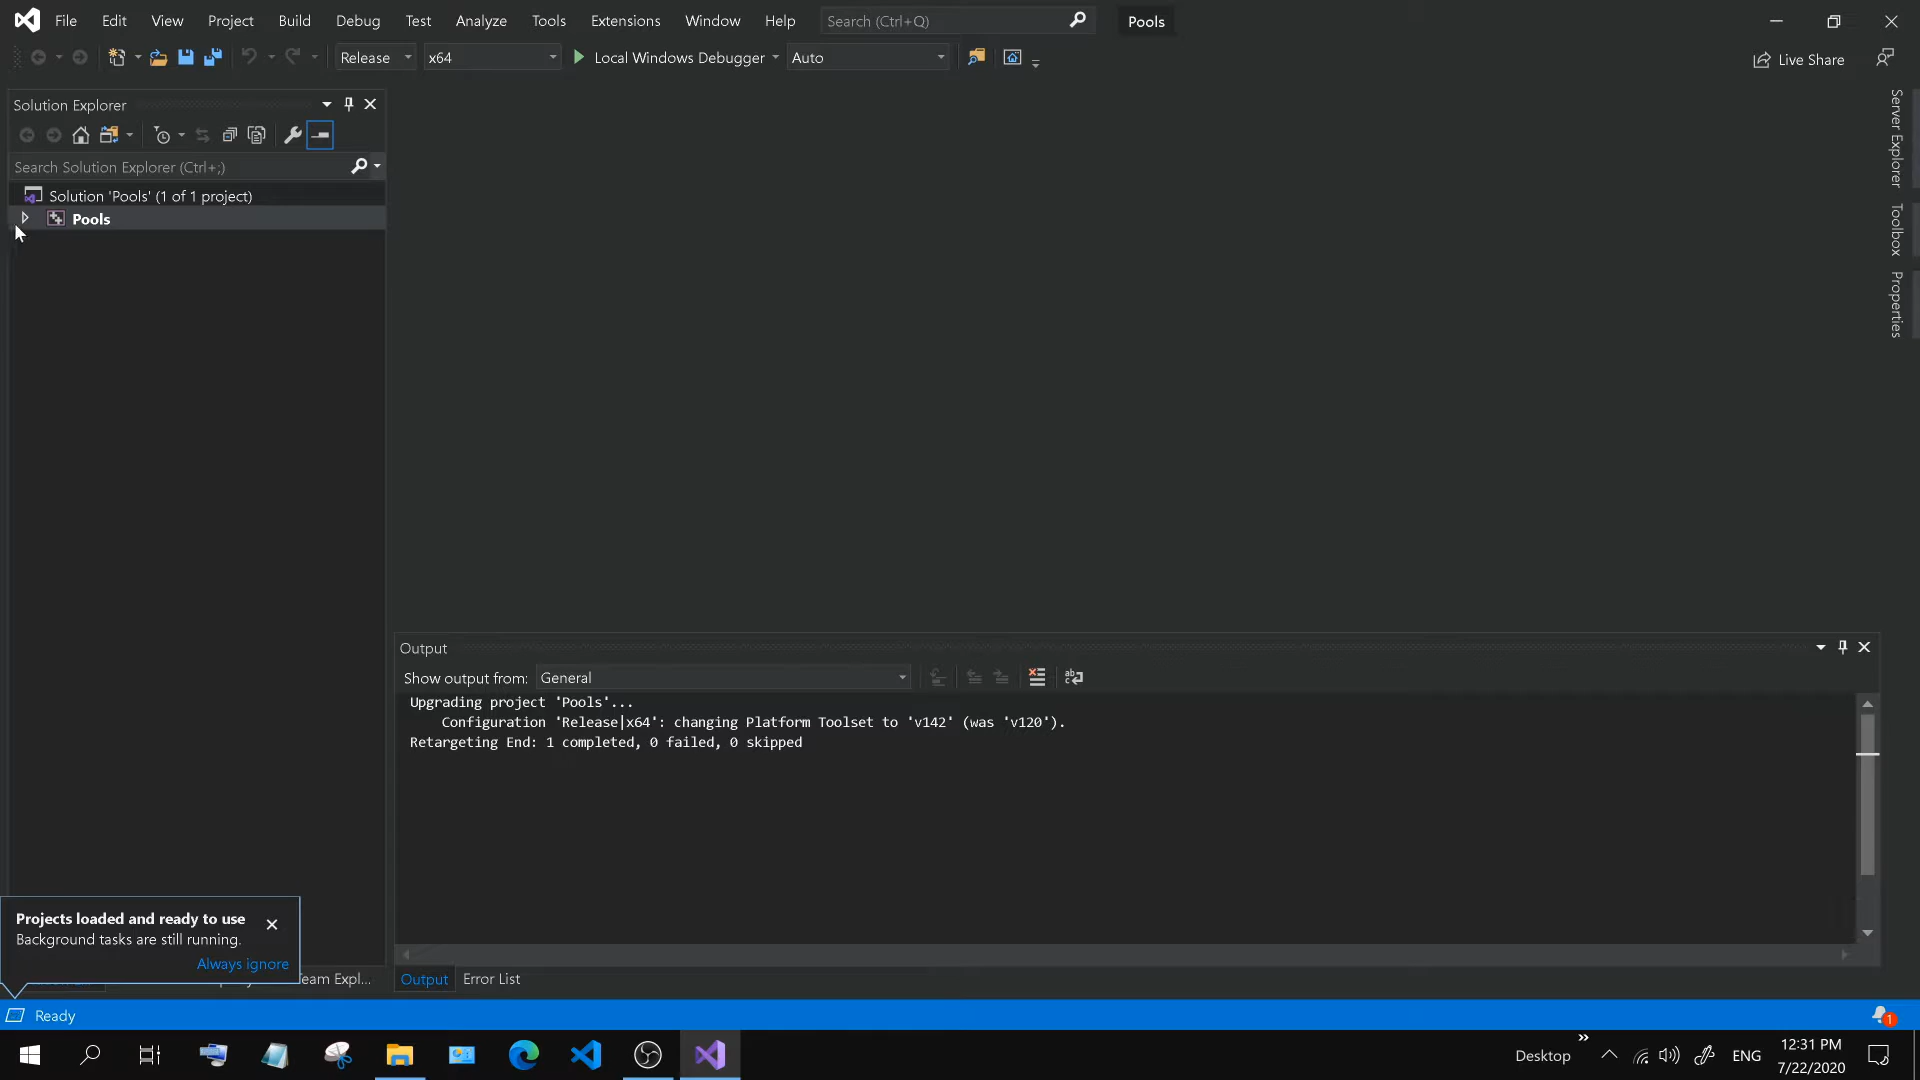 File Edit View Project Build Debug Test Analyze Tools Extensions Window Help Search (Ctrl+Q) Pools
Release x64 Local Windows Debugger Auto Live Share
Solution Explorer
Search Solution Explorer (Ctrl+;)
Solution 'Pools' (1 of 1 project)
Pools
Server Explorer
Toolbox
Properties
Output
Show output from: General
Upgrading project 'Pools'...
Configuration 'Release|x64': changing Platform Toolset to 'v142' (was 'v120').
Retargeting End: 1 completed, 0 failed, 0 skipped
Projects loaded and ready to use
Background tasks are still running.
Always ignore
Team Expl...
Output Error List
Ready
1
Desktop ENG 12:31 PM
7/22/2020